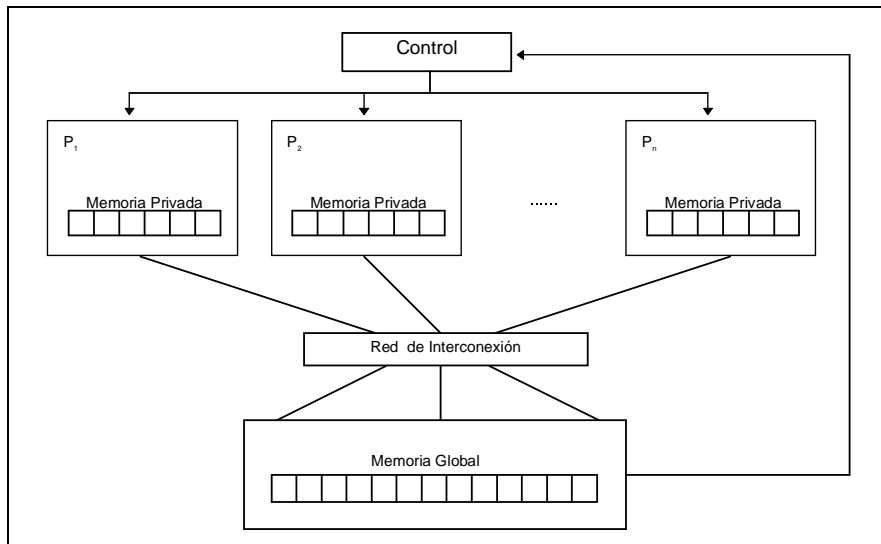 Control
P₁
P₂
Pₙ
Memoria Privada
Memoria Privada
......
Memoria Privada
Red de Interconexión
Memoria Global